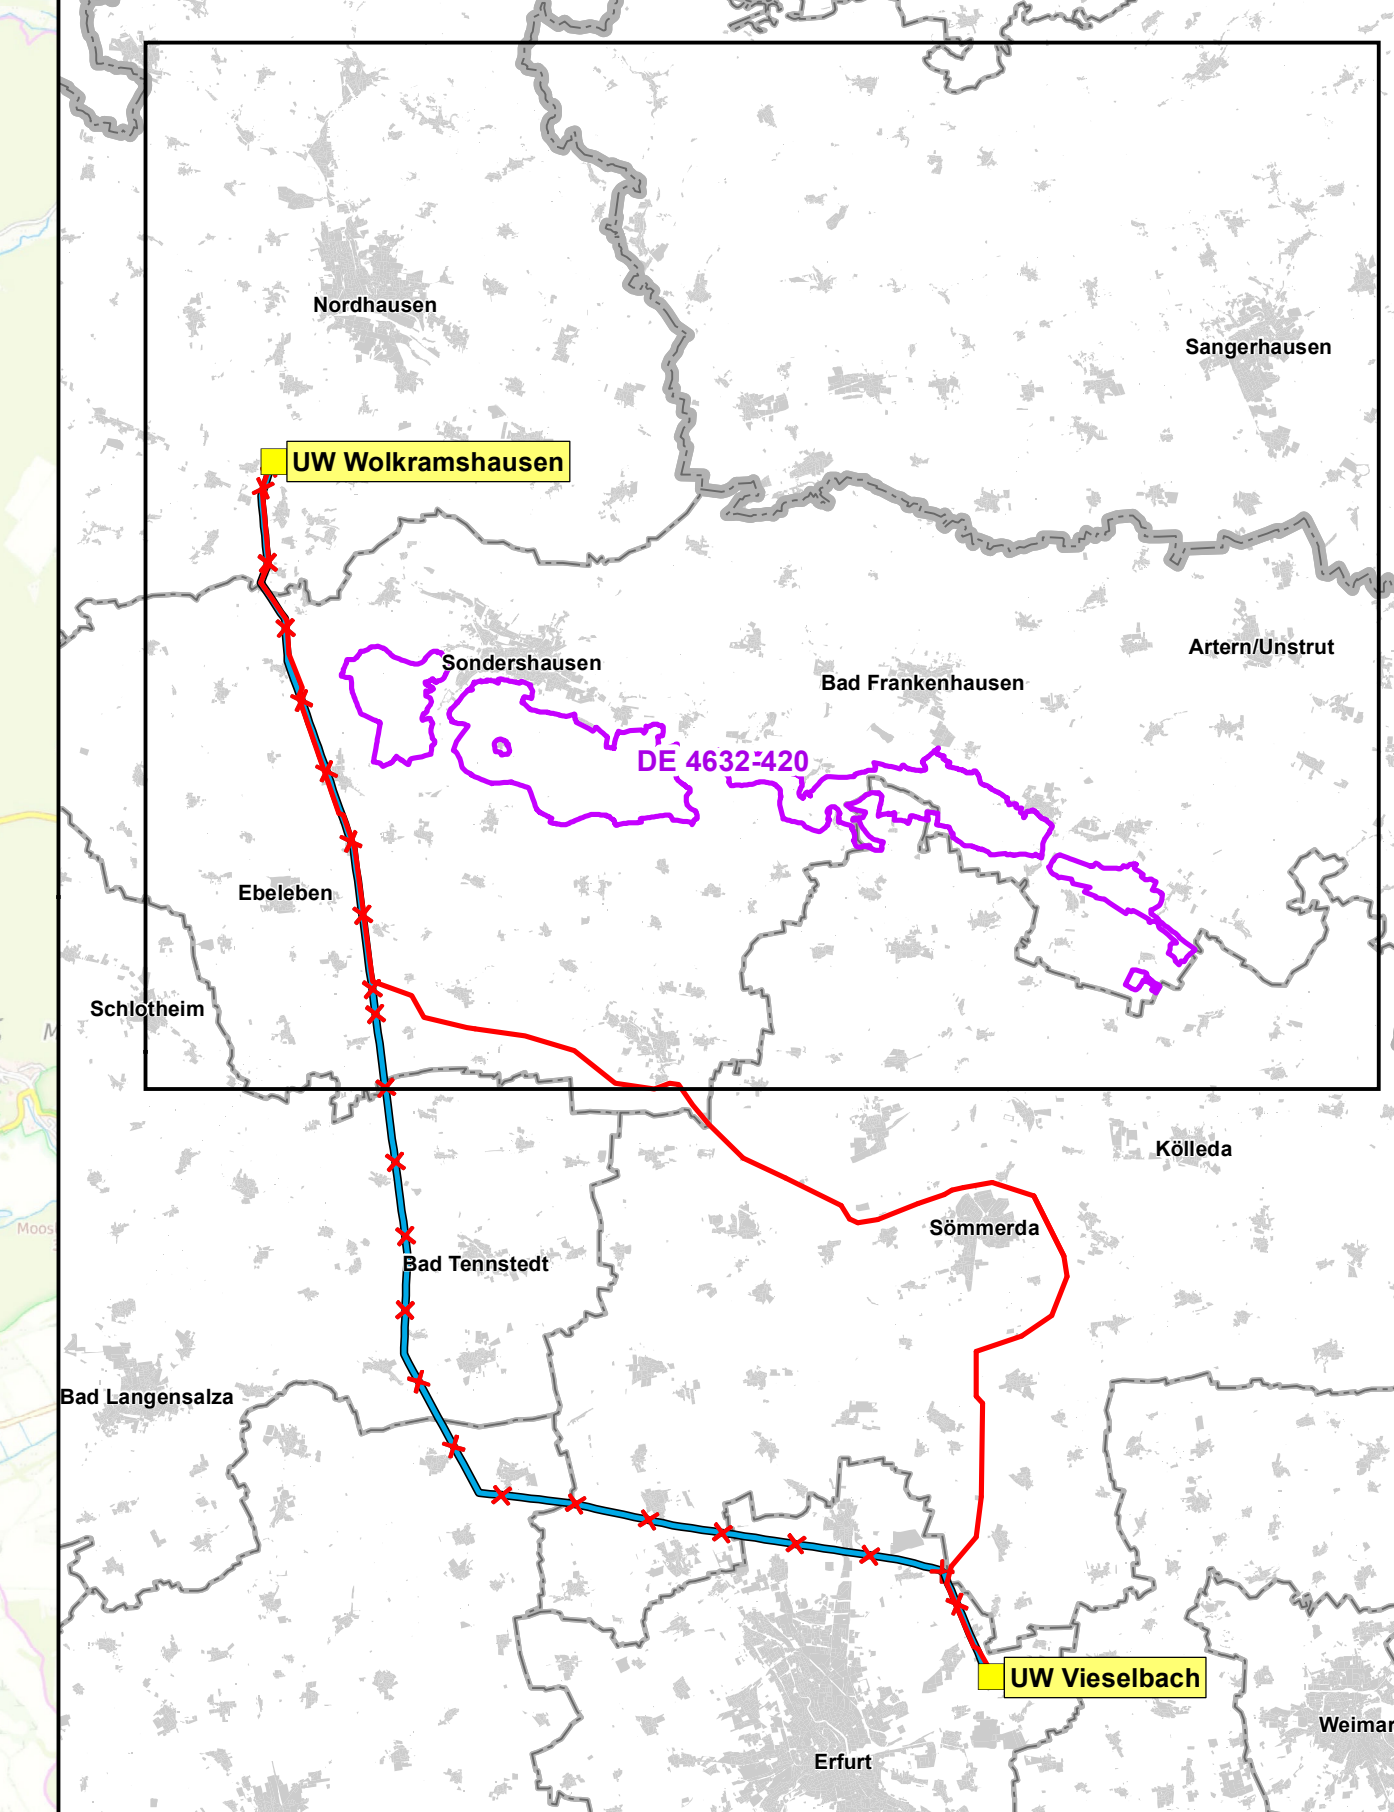 Nordhausen
Sangerhausen
UW Wolkramshausen
Artern/Unstrut
Sondershausen
Bad Frankenhausen
DE 4632-420
Ebeleben
Schlotheim
M
Kölleda
Moos
Sömmerda
Bad Tennstedt
Bad Langensalza
UW Vieselbach
Weimar
Erfurt